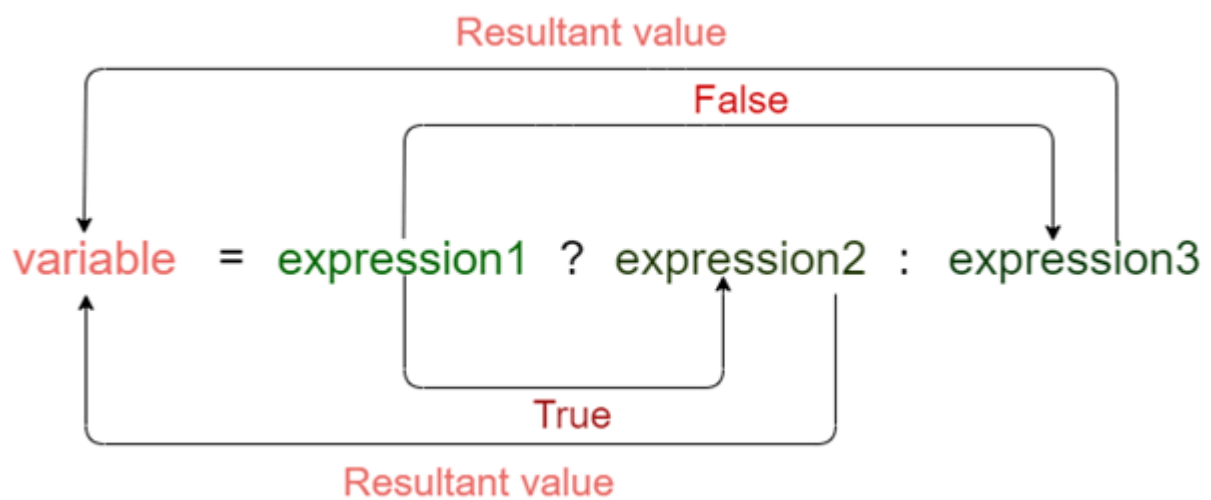 Resultant value
False
variable = expression1 ? expression2 : expression3
True
Resultant value